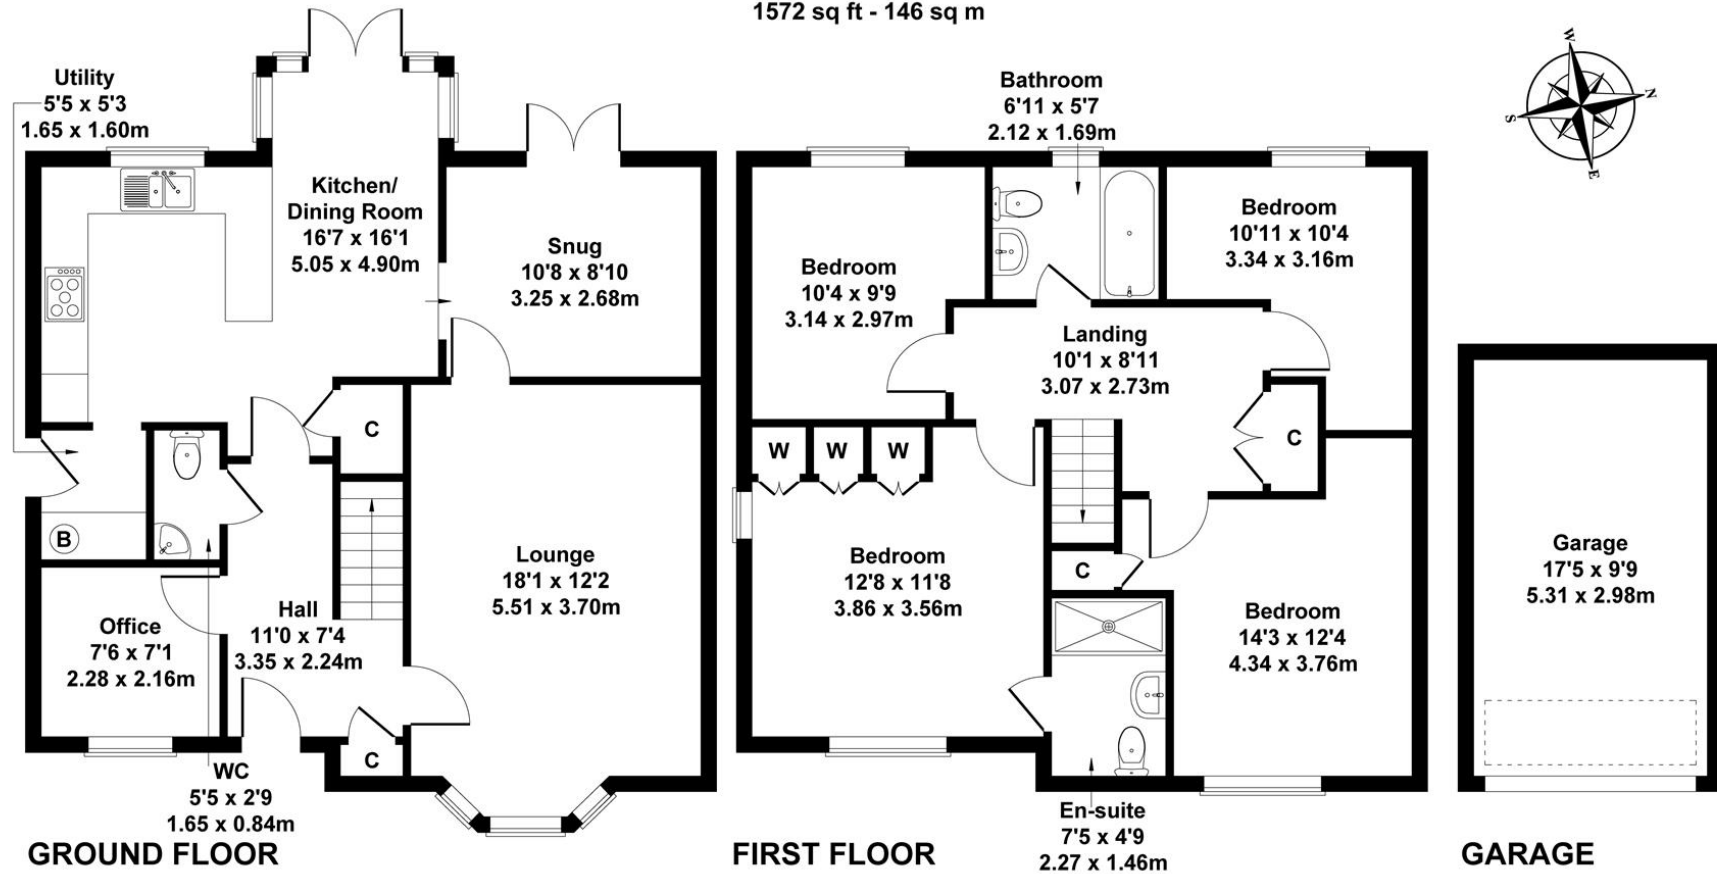 1572 sq ft - 146 sq m
Utility
5'5 x 5'3
1.65 x 1.60m
Kitchen/
Dining Room
16'7 x 16'1
5.05 x 4.90m
Snug
10'8 x 8'10
3.25 x 2.68m
C
B
Lounge
18'1 x 12'2
5.51 x 3.70m
Office
7'6 x 7'1
2.28 x 2.16m
Hall
11'0 x 7'4
3.35 x 2.24m
C
WC
5'5 x 2'9
1.65 x 0.84m
GROUND FLOOR
Bathroom
6'11 x 5'7
2.12 x 1.69m
Bedroom
10'4 x 9'9
3.14 x 2.97m
Bedroom
10'11 x 10'4
3.34 x 3.16m
Landing
10'1 x 8'11
3.07 x 2.73m
W W W
C
Bedroom
12'8 x 11'8
3.86 x 3.56m
C
Bedroom
14'3 x 12'4
4.34 x 3.76m
En-suite
7'5 x 4'9
2.27 x 1.46m
FIRST FLOOR
W
N
S
E
Garage
17'5 x 9'9
5.31 x 2.98m
GARAGE